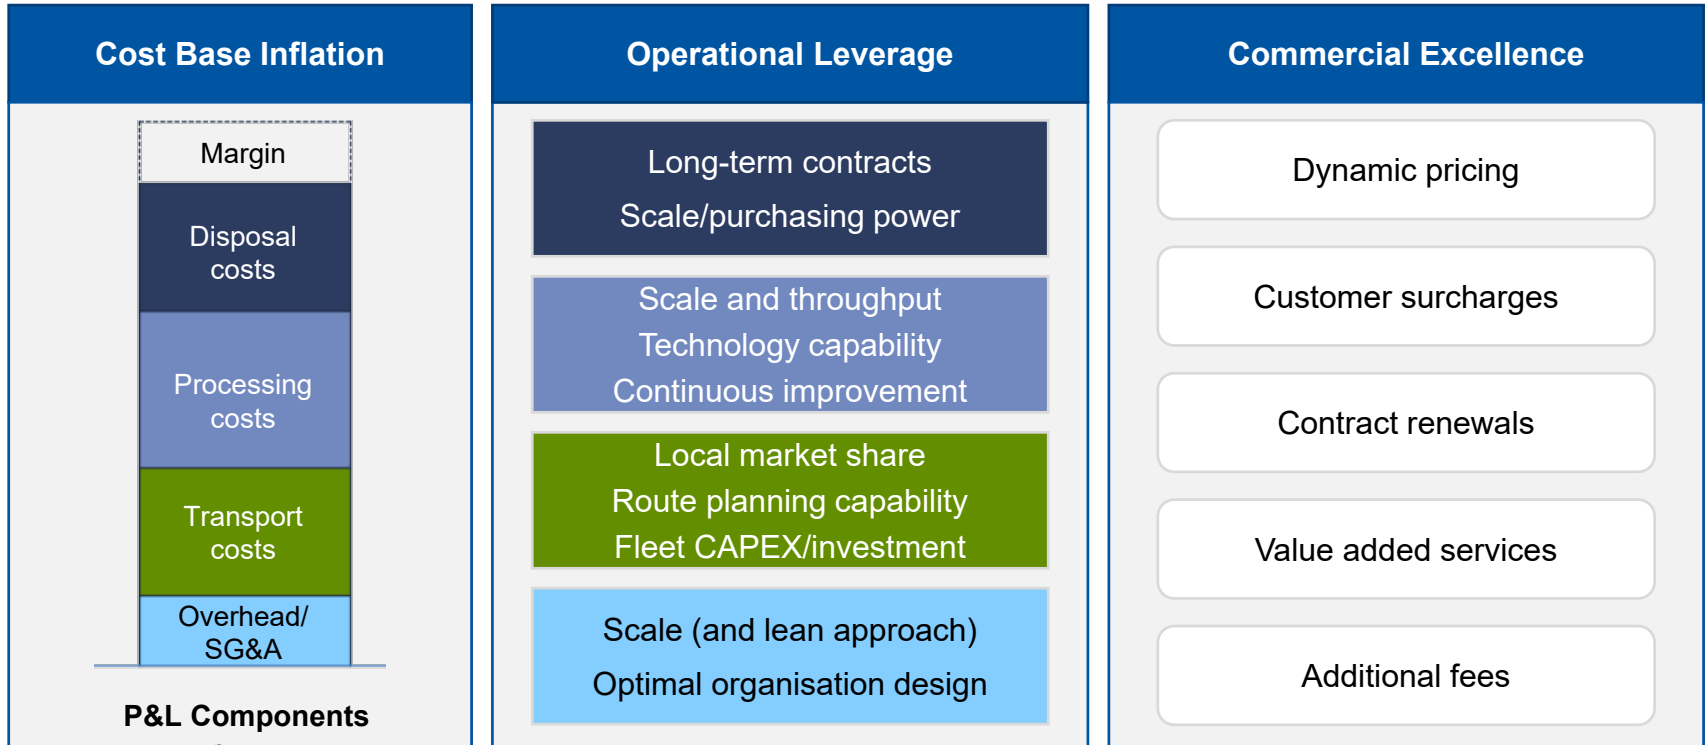 Cost Base Inflation
Margin
Disposal
costs
Processing
costs
Transport
costs
Overhead/
SG&A
P&L Components
Operational Leverage
Long-term contracts
Scale/purchasing power
Scale and throughput
Technology capability
Continuous improvement
Local market share
Route planning capability
Fleet CAPEX/investment
Scale (and lean approach)
Optimal organisation design
Commercial Excellence
Dynamic pricing
Customer surcharges
Contract renewals
Value added services
Additional fees